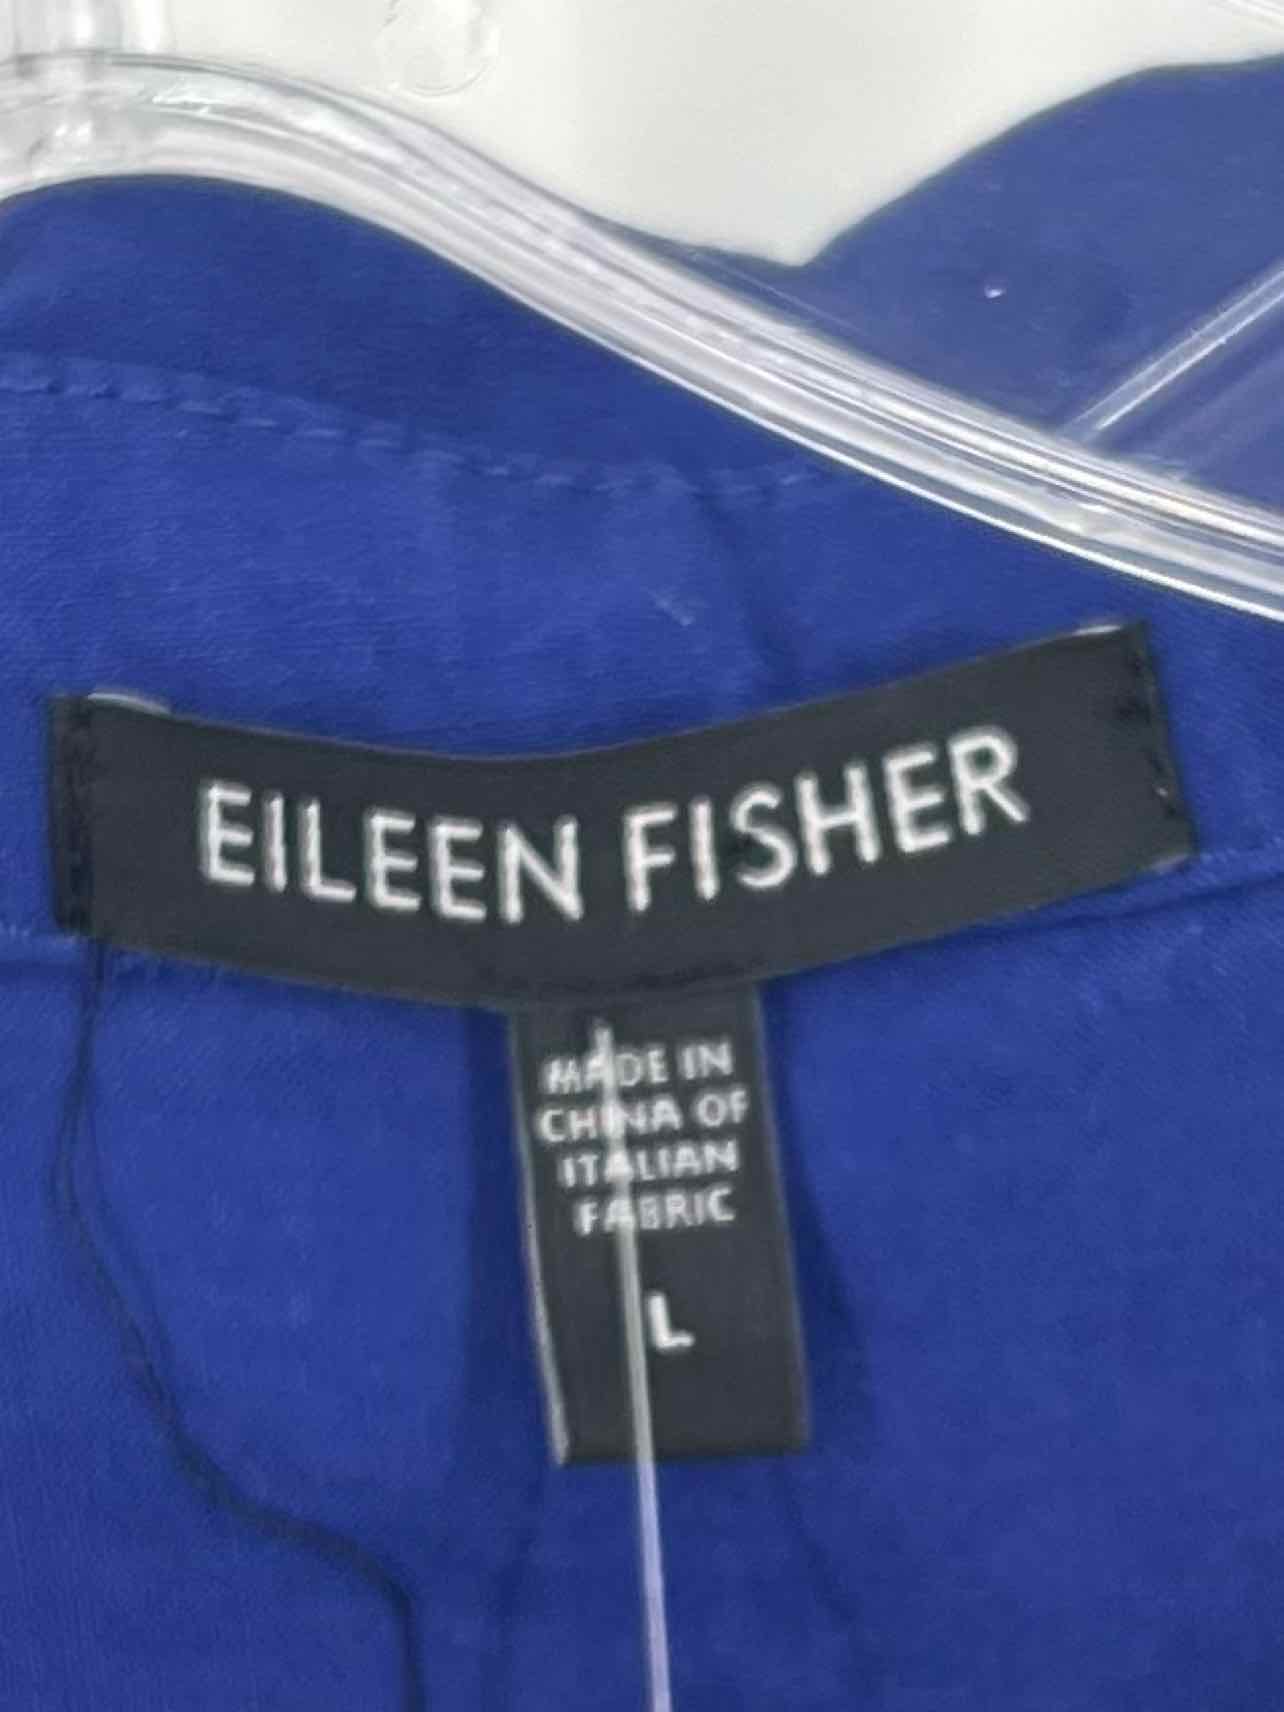 EILEEN FISHER
MADE IN
CHINA OF
ITALIAN
FABRIC
L